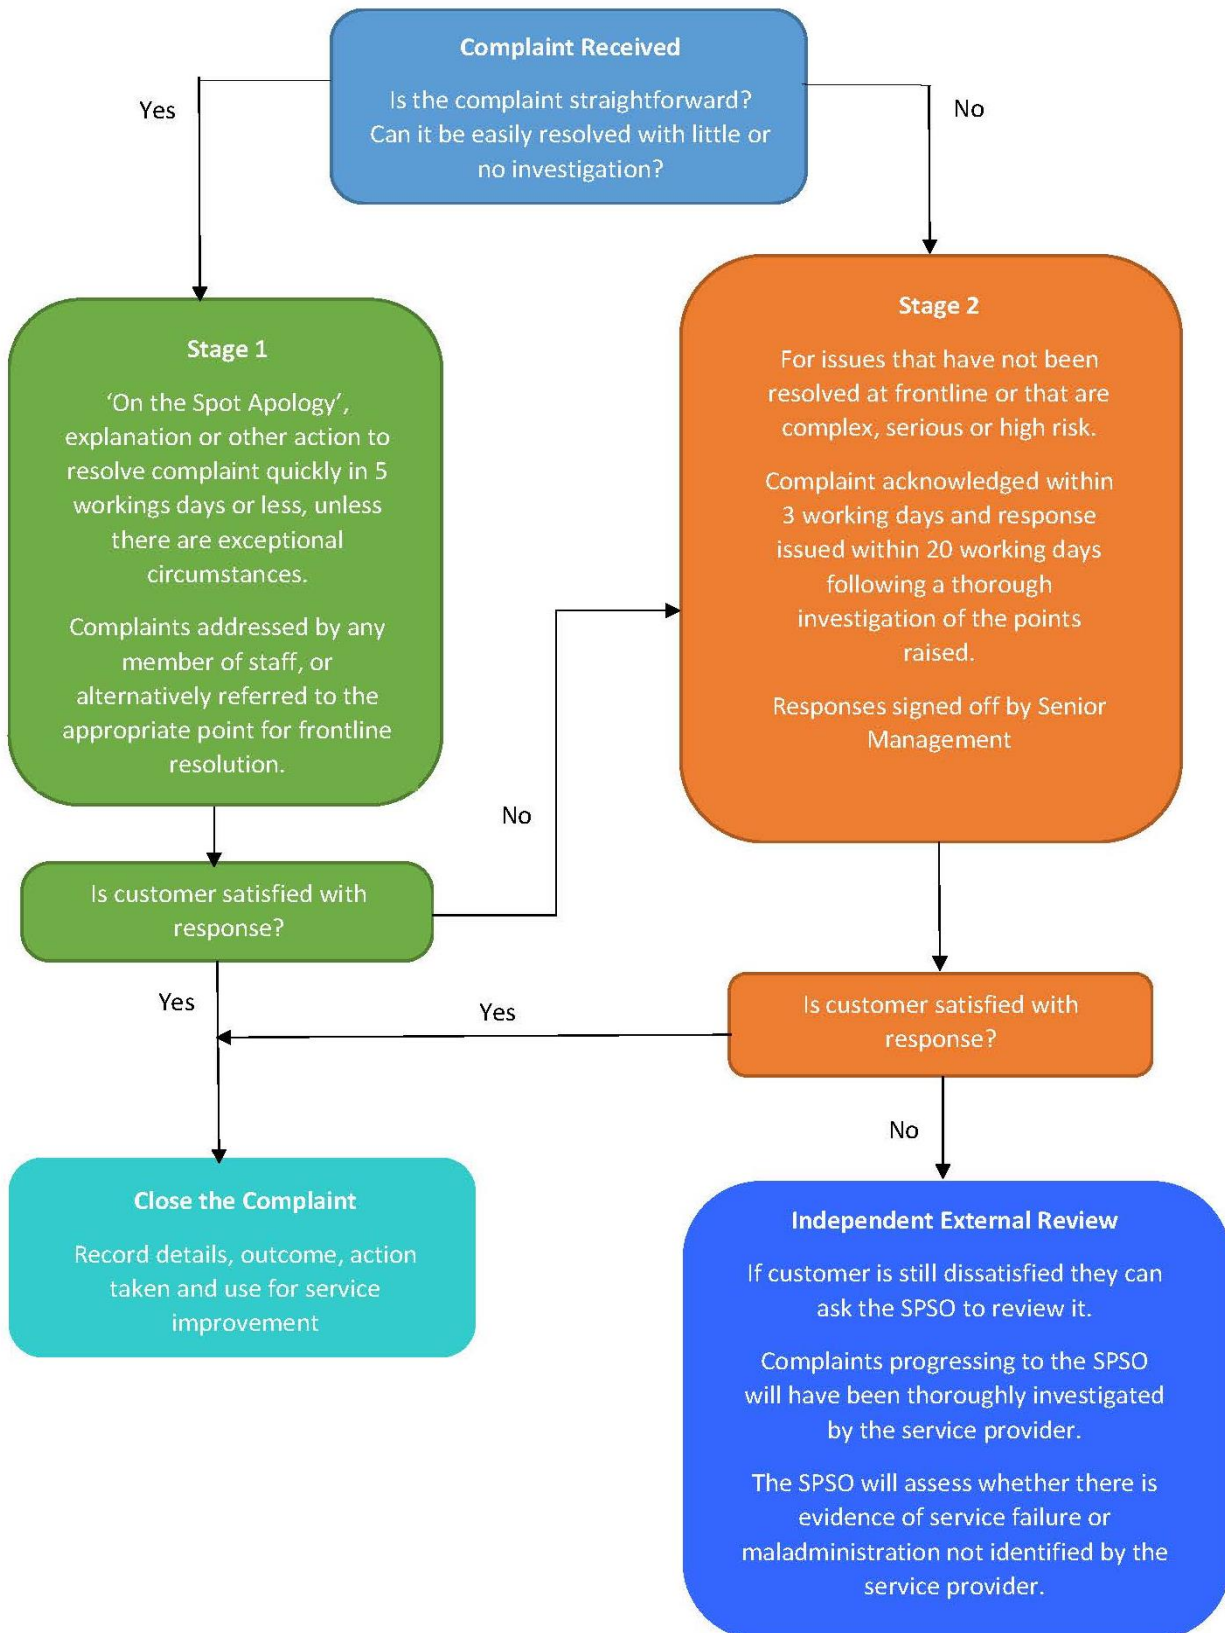 Complaint Received
Is the complaint straightforward?
Can it be easily resolved with little or
no investigation?
Yes
No
Stage 1
‘On the Spot Apology’,
explanation or other action to
resolve complaint quickly in 5
workings days or less, unless
there are exceptional
circumstances.
Complaints addressed by any
member of staff, or
alternatively referred to the
appropriate point for frontline
resolution.
Stage 2
For issues that have not been
resolved at frontline or that are
complex, serious or high risk.
Complaint acknowledged within
3 working days and response
issued within 20 working days
following a thorough
investigation of the points
raised.
Responses signed off by Senior
Management
No
Is customer satisfied with
response?
Yes
Yes
Is customer satisfied with
response?
No
Close the Complaint
Record details, outcome, action
taken and use for service
improvement
Independent External Review
If customer is still dissatisfied they can
ask the SPSO to review it.
Complaints progressing to the SPSO
will have been thoroughly investigated
by the service provider.
The SPSO will assess whether there is
evidence of service failure or
maladministration not identified by the
service provider.